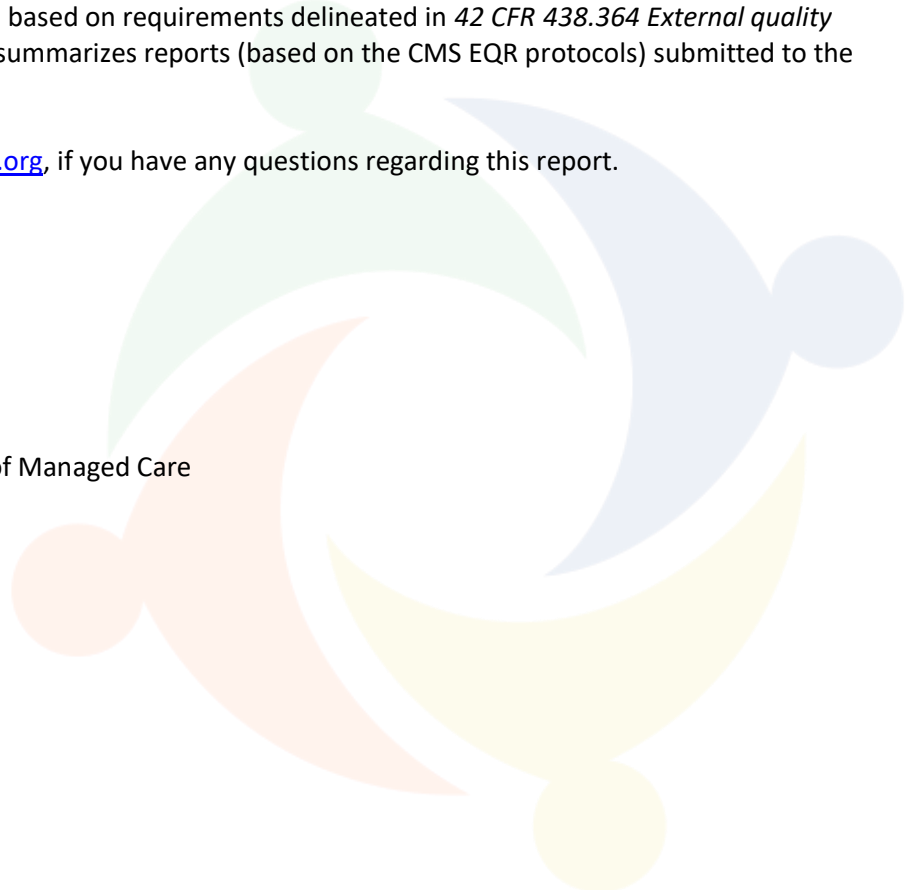 based on requirements delineated in 42 CFR 438.364 External quality
summarizes reports (based on the CMS EQR protocols) submitted to the
.org, if you have any questions regarding this report.
of Managed Care